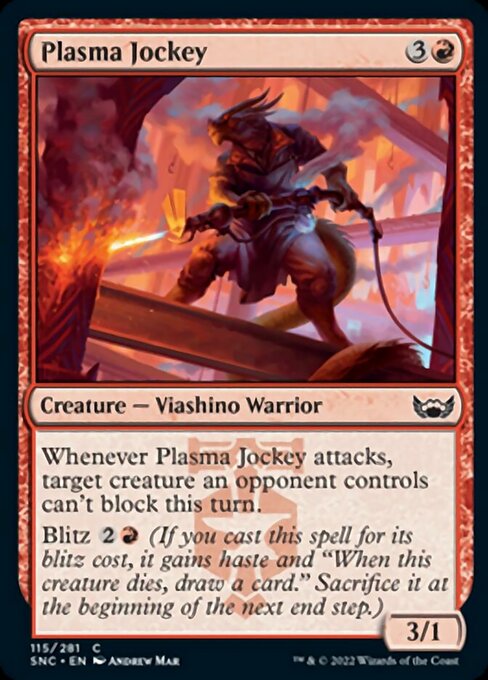 Plasma Jockey 3
Creature — Viashino Warrior
Whenever Plasma Jockey attacks,
target creature an opponent controls
can't block this turn.
Blitz 2 (If you cast this spell for its
blitz cost, it gains haste and “When this
creature dies, draw a card.” Sacrifice it at
the beginning of the next end step.)
3/1
115/281 C
SNC • EN Andrew Mar
™ & © 2022 Wizards of the Coast